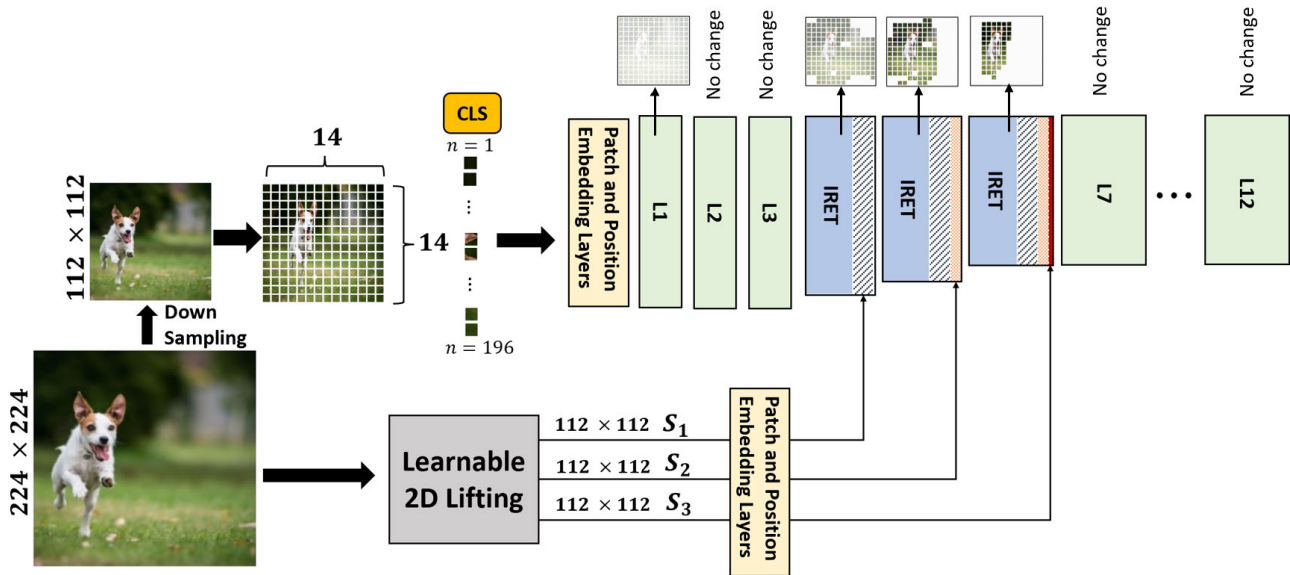 No change
No change
No change
No change
CLS
n = 1
14
14
112 × 112
...
...
n = 196
Patch and Position
Embedding Layers
L1
L2
L3
IRET
IRET
IRET
L7
...
L12
Down
Sampling
224 × 224
Learnable
2D Lifting
112 × 112 S₁
112 × 112 S₂
112 × 112 S₃
Patch and Position
Embedding Layers